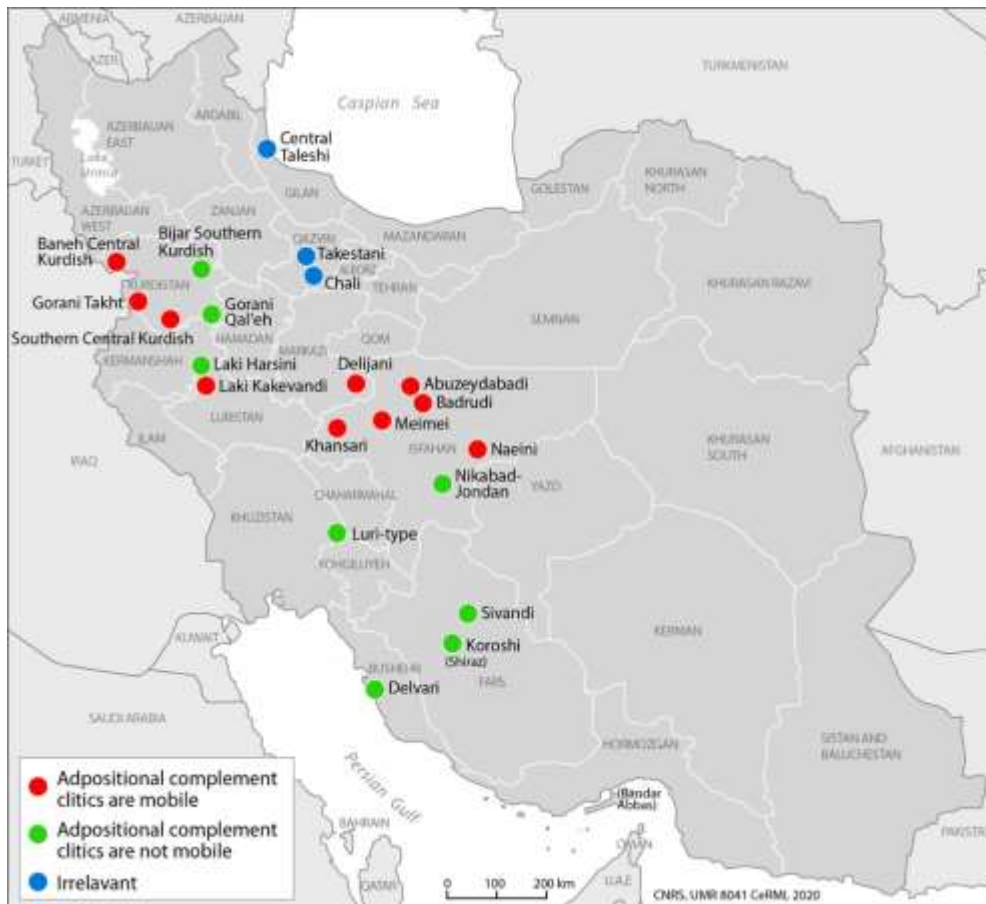 ARMENIA
AZERBAIJAN
AZER
TURKMENISTAN
Caspian Sea
ARDABIL
AZERBAIJAN
EAST
Central
Taleshi
TURKEY
Lake
Urmia
GILAN
GOLESTAN
KHURASAN
NORTH
AZERBAIJAN
WEST
ZANJAN
MAZANDARAN
Baneh Central
Kurdish
Bijar Southern
Kurdish
QAZVIN
Takestani
ALBORZ
Chali
TEHRAN
KHURASAN RAZAVI
KURDISTAN
Gorani Takht
Gorani
Qal'eh
SEMNAN
Southern Central Kurdish
HAMADAN
MARKAZI
QOM
KERMANSHAH
Laki Harsini
Delijani
Laki Kakevandi
Abuzeydabadi
Badrudi
LURISTAN
Meimei
Khansari
ISFAHAN
Naeini
ILAM
IRAQ
KHURASAN
SOUTH
AFGHANISTAN
Nikabad-
Jondan
YAZD
CHAHARMAHAL
KHUZISTAN
Luri-type
KOHGILUYEH
Sivandi
KUWAIT
Koroshi
(Shiraz)
KERMAN
BUSHEHR
FARS
Delvari
SAUDI ARABIA
HORMOZGAN
SISTAN AND
BALUCHESTAN
Persian Gulf
Adpositional complement
clitics are mobile
Adpositional complement
clitics are not mobile
Irrelavant
(Bandar
Abbas)
BAHRAIN
OMAN
PAKISTAN
QATAR
U.A.E
0 100 200 km
CNRS, UMR 8041 CeRMI, 2020